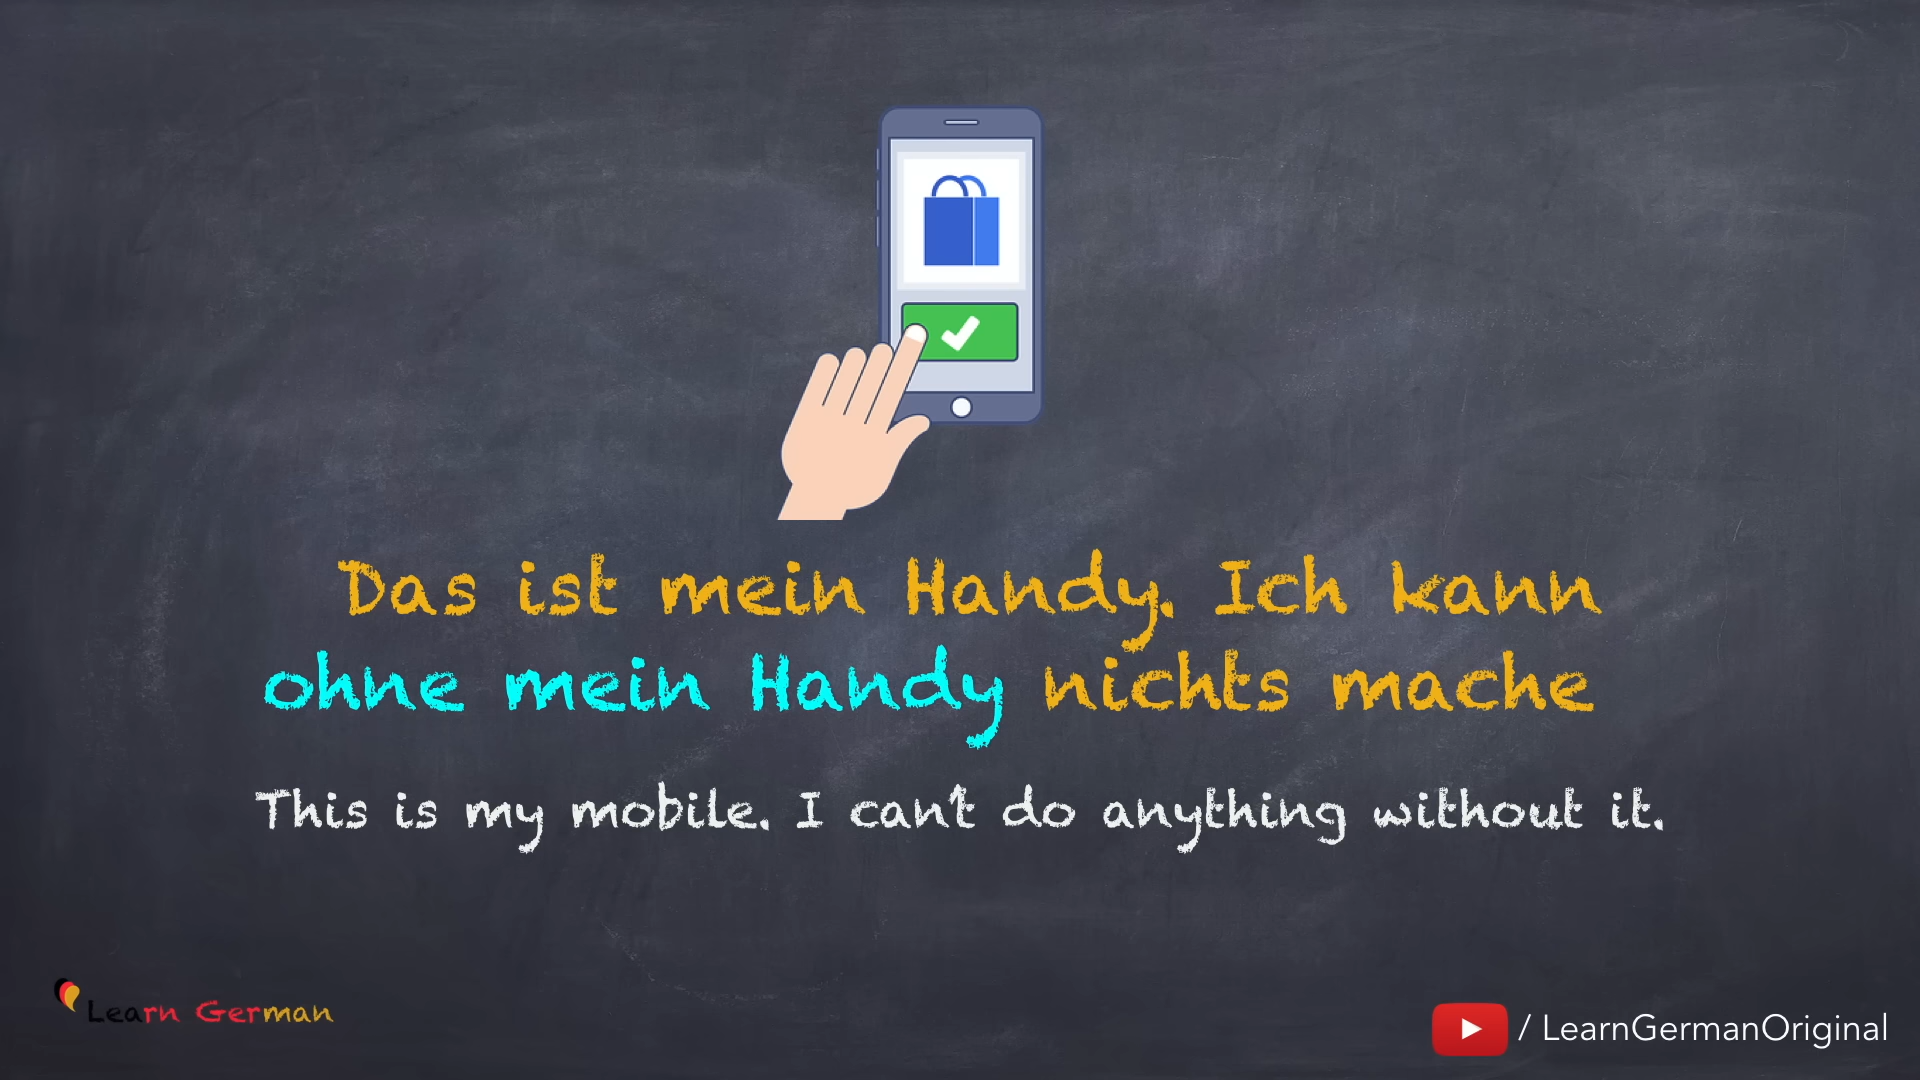 Das ist mein Handy. Ich kann
ohne mein Handy nichts mache
This is my mobile. I can't do anything without it.
Learn German
/ LearnGermanOriginal